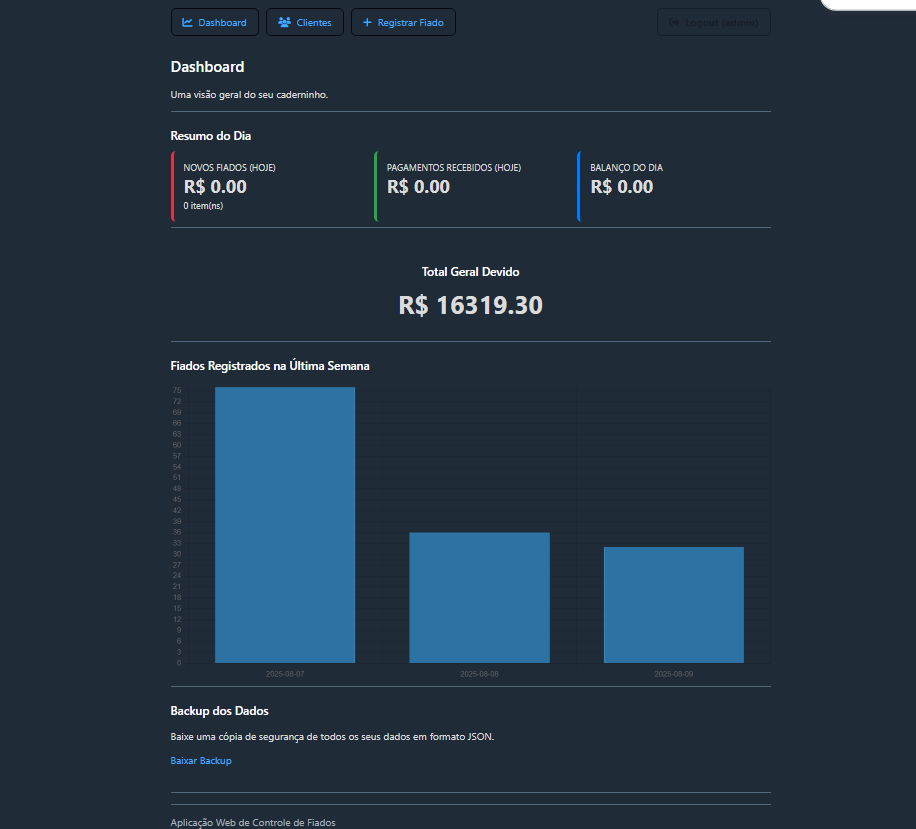 Dashboard Clientes Registrar Fiado Logout (admin)
Dashboard
Uma visão geral do seu caderninho.
Resumo do Dia
NOVOS FIADOS (HOJE)
R$ 0.00
0 item(ns)
PAGAMENTOS RECEBIDOS (HOJE)
R$ 0.00
BALANÇO DO DIA
R$ 0.00
Total Geral Devido
R$ 16319.30
Fiados Registrados na Última Semana
75
72
69
66
63
60
57
54
51
48
45
42
39
36
33
30
27
24
21
18
15
12
9
6
3
0
2025-08-07 2025-08-08 2025-08-09
Backup dos Dados
Baixe uma cópia de segurança de todos os seus dados em formato JSON.
Baixar Backup
Aplicação Web de Controle de Fiados